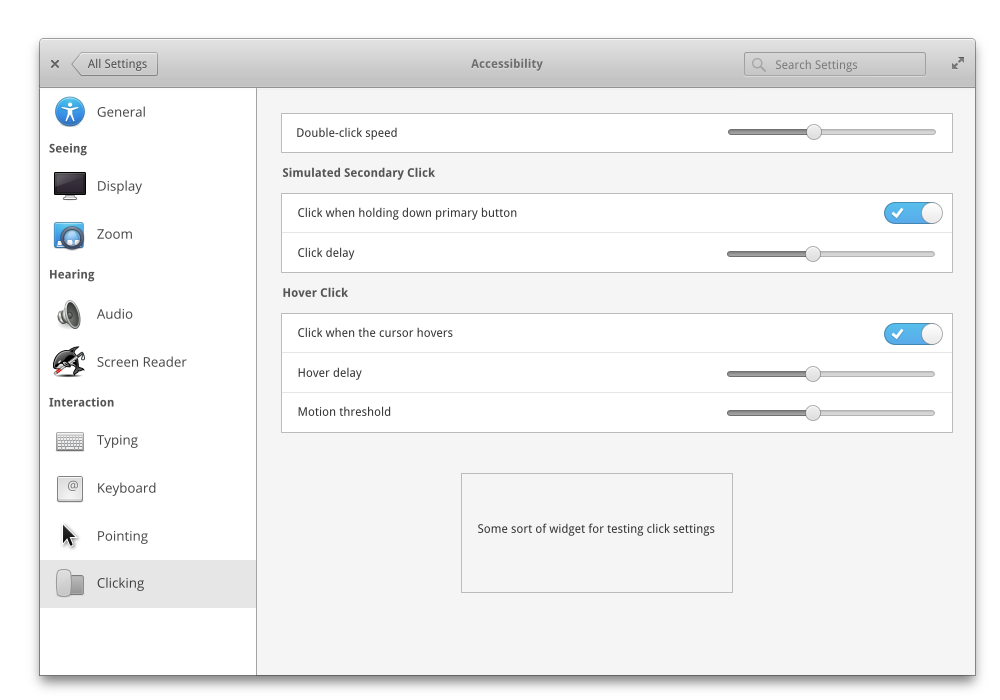 All Settings
Accessibility
Search Settings
General
Seeing
Display
Zoom
Hearing
Audio
Screen Reader
Interaction
Typing
Keyboard
@
Pointing
Clicking
Double-click speed
Simulated Secondary Click
Click when holding down primary button
Click delay
Hover Click
Click when the cursor hovers
Hover delay
Motion threshold
Some sort of widget for testing click settings